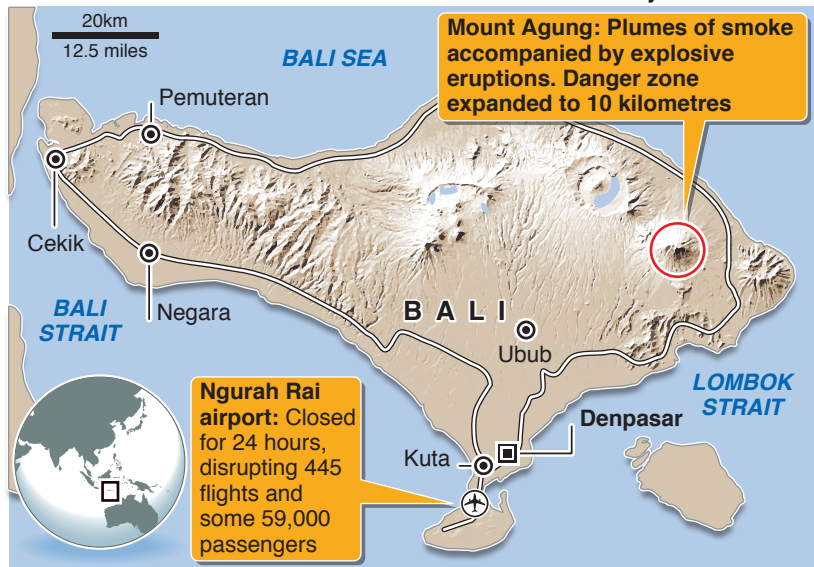 20km
12.5 miles
BALI SEA
Mount Agung: Plumes of smoke
accompanied by explosive
eruptions. Danger zone
expanded to 10 kilometres
Pemuteran
Cekik
Negara
BALI
STRAIT
BALI
Ubub
LOMBOK
STRAIT
Ngurah Rai
airport: Closed
for 24 hours,
disrupting 445
flights and
some 59,000
passengers
Denpasar
Kuta